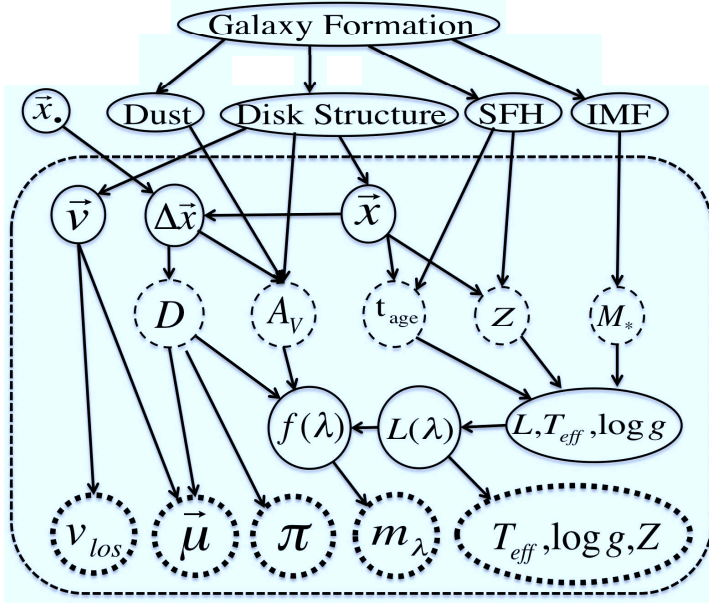 Galaxy Formation
x⃗• Dust Disk Structure SFH IMF
v⃗ Δx⃗ x⃗
D A_V t_age Z M_*
f(λ) L(λ) L,T_eff,log g
v_los μ⃗ π m_λ T_eff,log g,Z